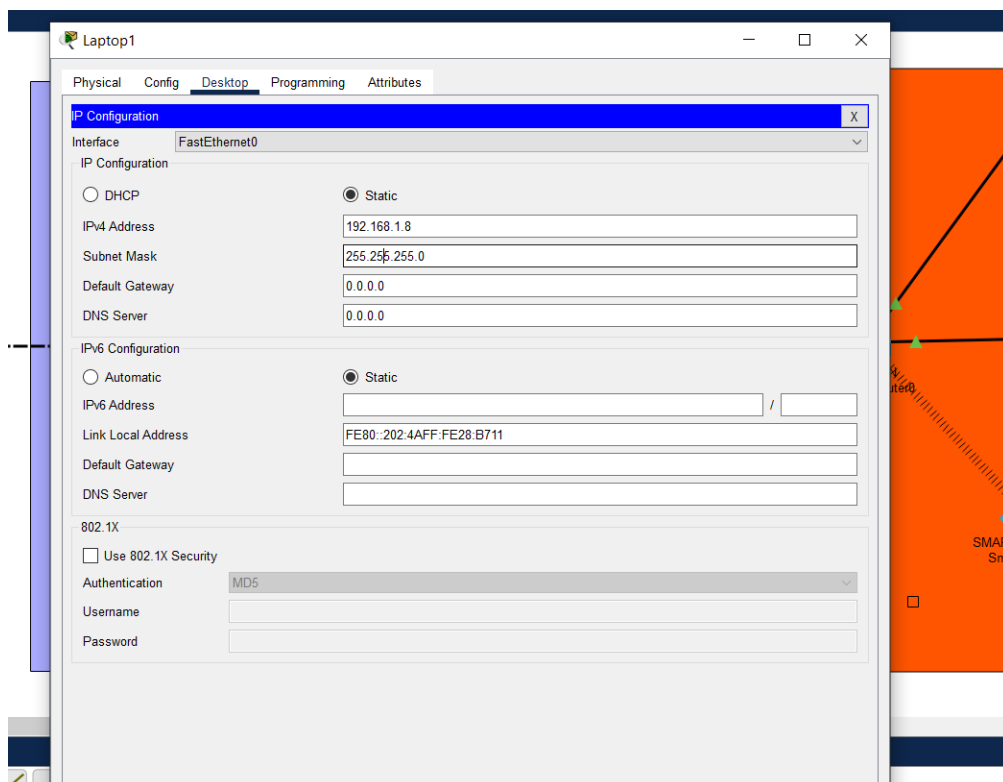 Laptop1
Physical Config Desktop Programming Attributes
IP Configuration X
Interface FastEthernet0
IP Configuration
DHCP Static
IPv4 Address 192.168.1.8
Subnet Mask 255.255.255.0
Default Gateway 0.0.0.0
DNS Server 0.0.0.0
IPv6 Configuration
Automatic Static
IPv6 Address /
Link Local Address FE80::202:4AFF:FE28:B711
Default Gateway
DNS Server
802.1X
Use 802.1X Security
Authentication MD5
Username
Password
uter0
SMAR
Sm